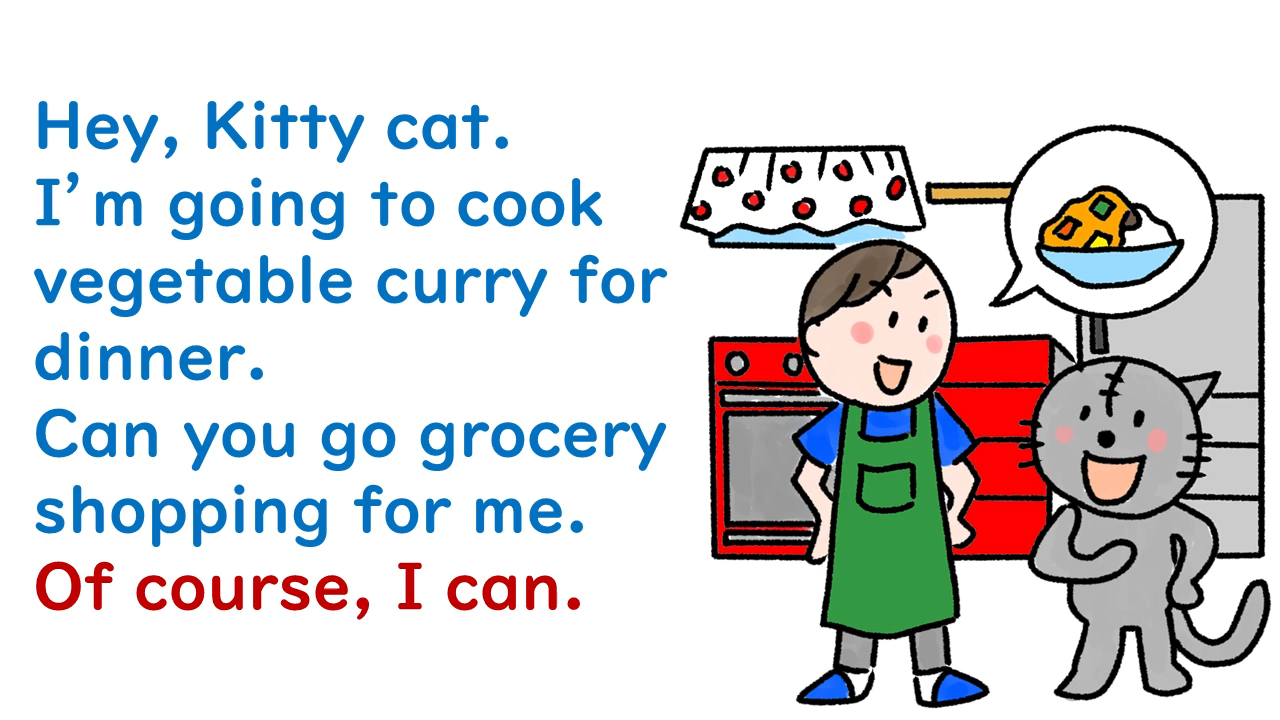 Hey, Kitty cat.
I’m going to cook
vegetable curry for
dinner.
Can you go grocery
shopping for me.
Of course, I can.